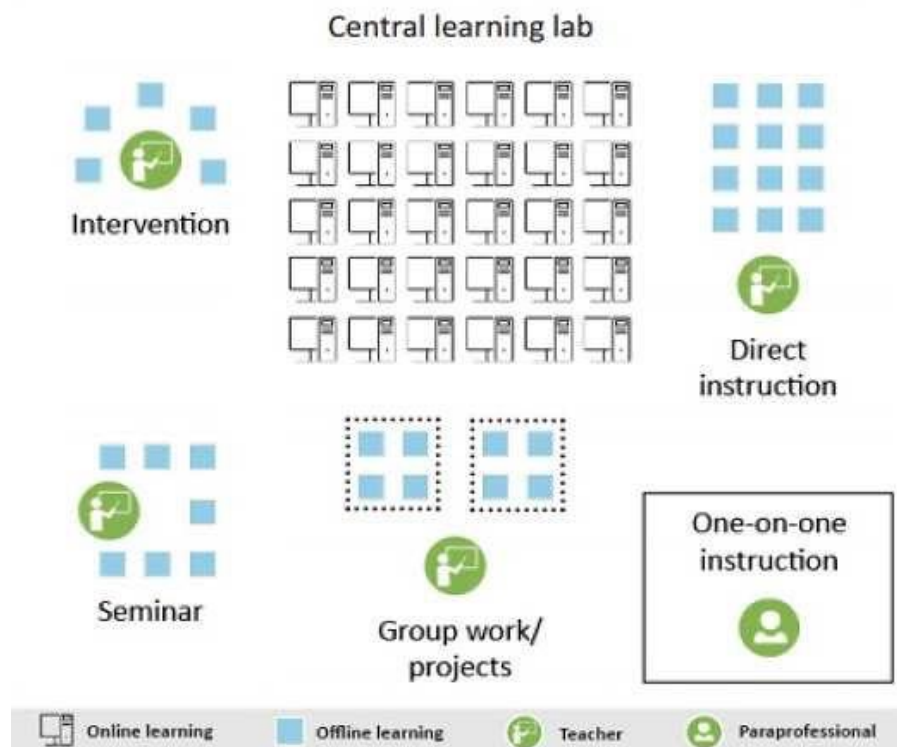 Central learning lab
Intervention
Direct
instruction
Seminar
Group work/
projects
One-on-one
instruction
Online learning
Offline learning
Teacher
Paraprofessional